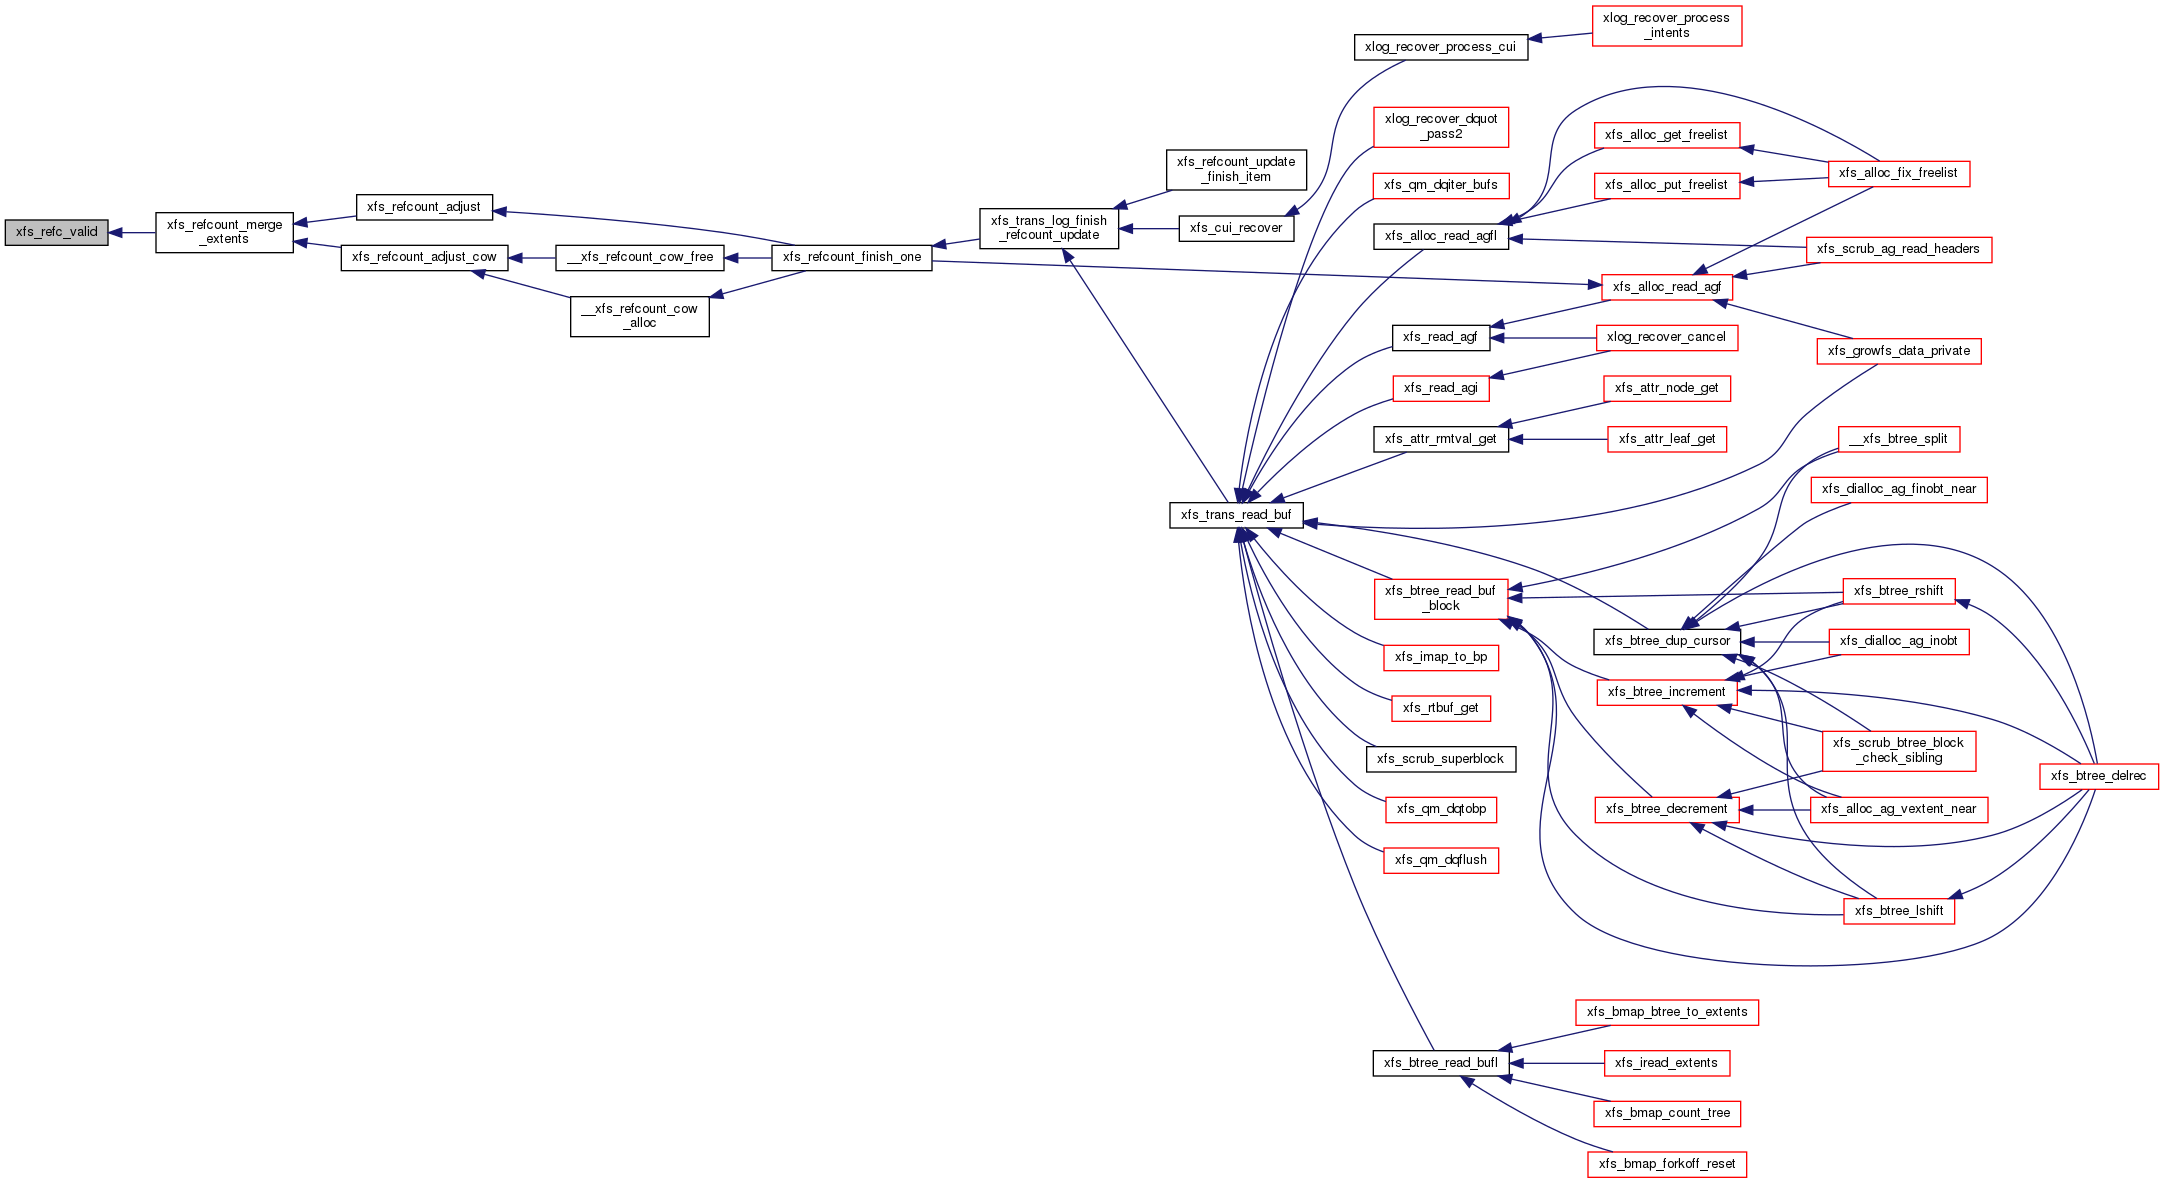 xfs_refc_valid
xfs_refcount_merge
_extents
xfs_refcount_adjust
xfs_refcount_adjust_cow
__xfs_refcount_cow_free
__xfs_refcount_cow
_alloc
xfs_refcount_finish_one
xfs_trans_log_finish
_refcount_update
xfs_refcount_update
_finish_item
xfs_cui_recover
xfs_trans_read_buf
xlog_recover_process_cui
xlog_recover_process
_intents
xlog_recover_dquot
_pass2
xfs_qm_dqiter_bufs
xfs_alloc_read_agfl
xfs_read_agf
xfs_read_agi
xfs_attr_rmtval_get
xfs_btree_read_buf
_block
xfs_imap_to_bp
xfs_rtbuf_get
xfs_scrub_superblock
xfs_qm_dqtobp
xfs_qm_dqflush
xfs_btree_read_bufl
xfs_alloc_get_freelist
xfs_alloc_put_freelist
xfs_alloc_read_agf
xlog_recover_cancel
xfs_attr_node_get
xfs_attr_leaf_get
xfs_btree_dup_cursor
xfs_btree_increment
xfs_btree_decrement
xfs_bmap_btree_to_extents
xfs_iread_extents
xfs_bmap_count_tree
xfs_bmap_forkoff_reset
xfs_alloc_fix_freelist
xfs_scrub_ag_read_headers
xfs_growfs_data_private
__xfs_btree_split
xfs_dialloc_ag_finobt_near
xfs_btree_rshift
xfs_dialloc_ag_inobt
xfs_scrub_btree_block
_check_sibling
xfs_alloc_ag_vextent_near
xfs_btree_lshift
xfs_btree_delrec